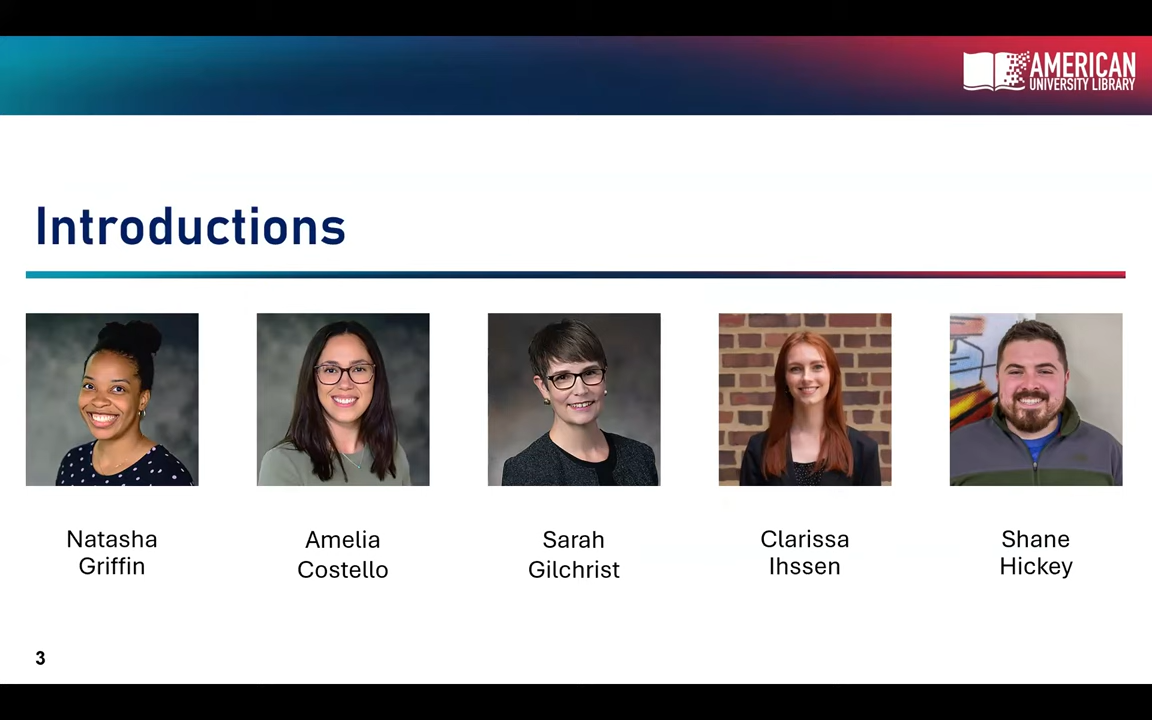 AMERICAN
UNIVERSITY LIBRARY
Introductions
Natasha
Griffin
Amelia
Costello
Sarah
Gilchrist
Clarissa
Ihssen
Shane
Hickey
3